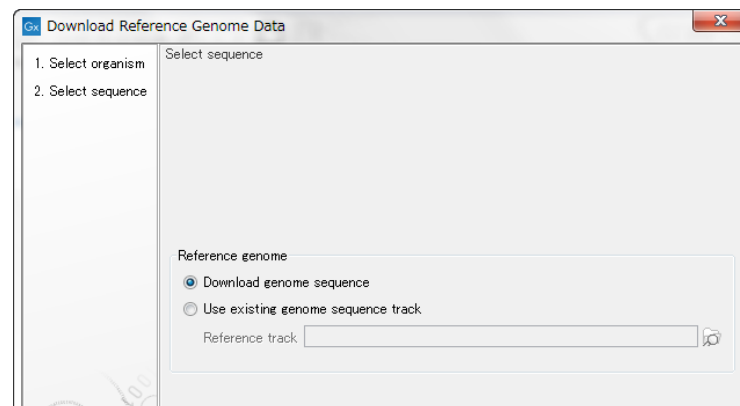 Gx Download Reference Genome Data
1. Select organism
2. Select sequence
Select sequence
Reference genome
Download genome sequence
Use existing genome sequence track
Reference track